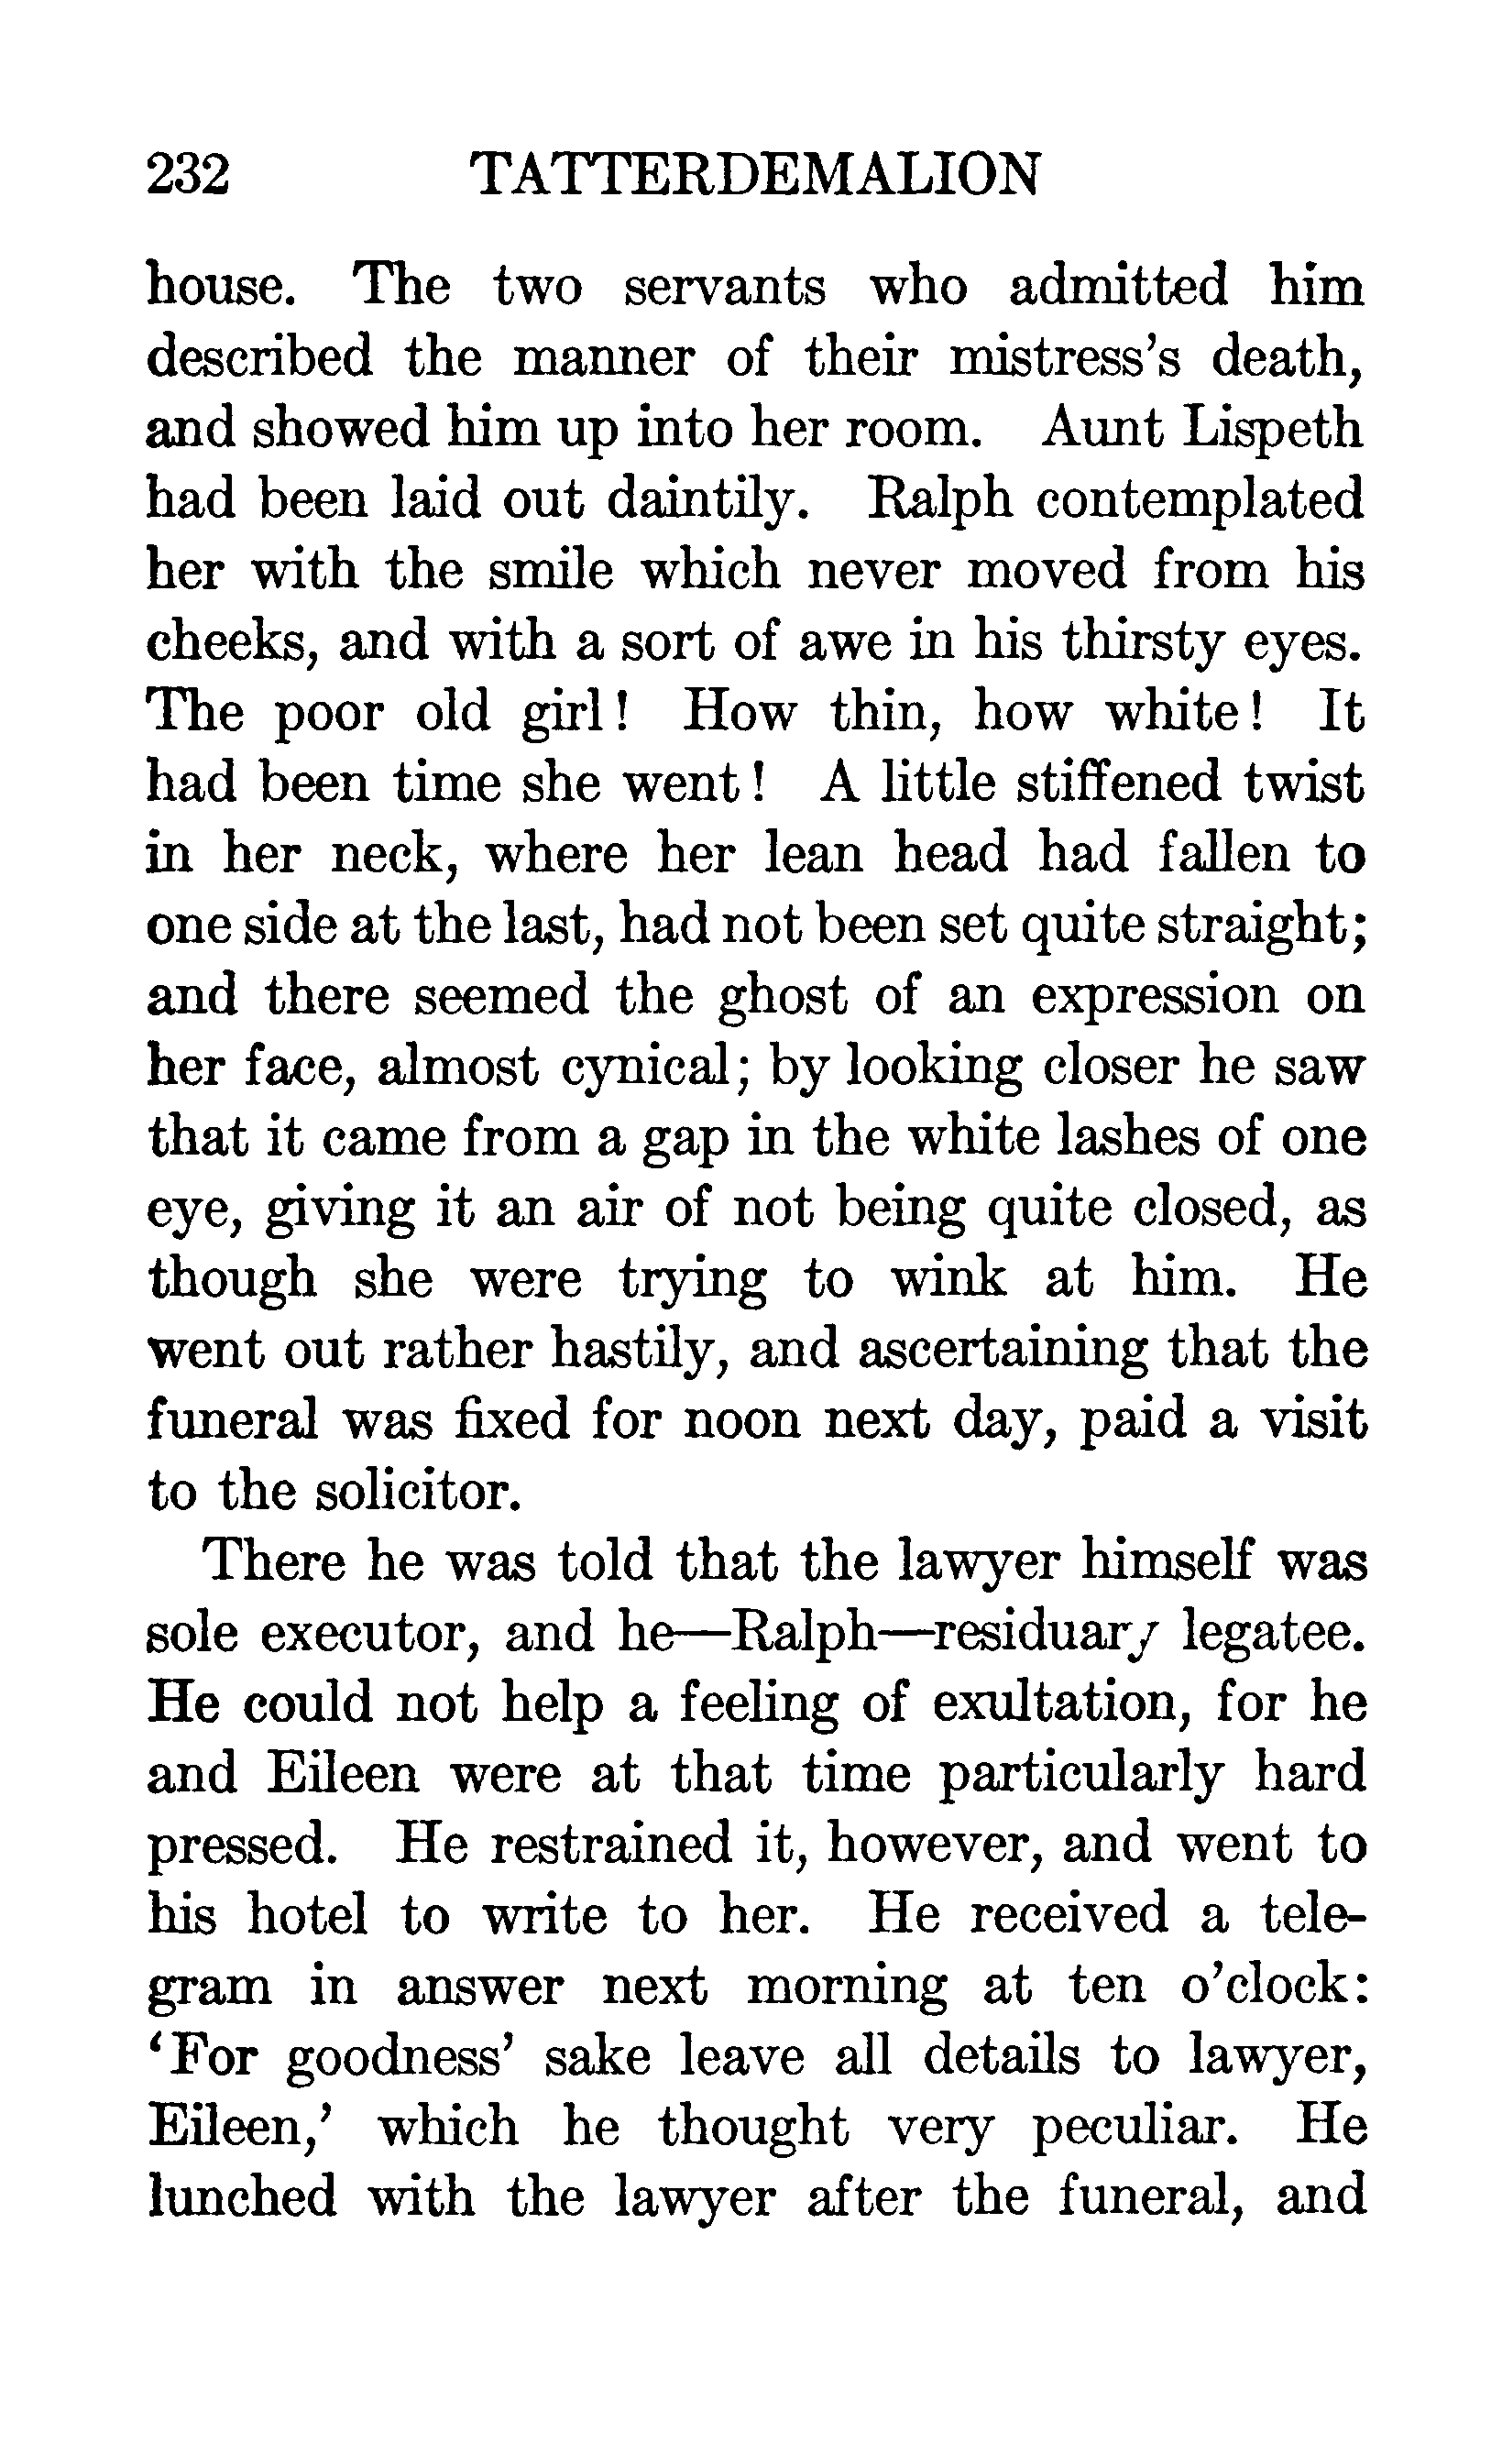 232 TATTERDEMALION
house. The two servants who admitted him
described the manner of their mistress's death,
and showed him up into her room. Aunt Lispeth
had been laid out daintily. Ralph contemplated
her with the smile which never moved from his
cheeks, and with a sort of awe in his thirsty eyes.
The poor old girl! How thin, how white! It
had been time she went! A little stiffened twist
in her neck, where her lean head had fallen to
one side at the last, had not been set quite straight;
and there seemed the ghost of an expression on
her face, almost cynical; by looking closer he saw
that it came from a gap in the white lashes of one
eye, giving it an air of not being quite closed, as
though she were trying to wink at him. He
went out rather hastily, and ascertaining that the
funeral was fixed for noon next day, paid a visit
to the solicitor.
There he was told that the lawyer himself was
sole executor, and he—Ralph—residuary legatee.
He could not help a feeling of exultation, for he
and Eileen were at that time particularly hard
pressed. He restrained it, however, and went to
his hotel to write to her. He received a tele-
gram in answer next morning at ten o'clock:
'For goodness' sake leave all details to lawyer,
Eileen,' which he thought very peculiar. He
lunched with the lawyer after the funeral, and